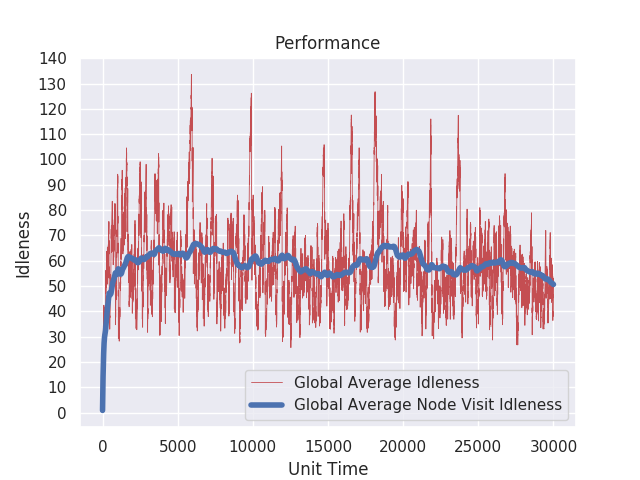 Performance
140
130
120
110
100
90
80
70
60
50
40
30
20
10
0
Idleness
Global Average Idleness
Global Average Node Visit Idleness
0 5000 10000 15000 20000 25000 30000
Unit Time